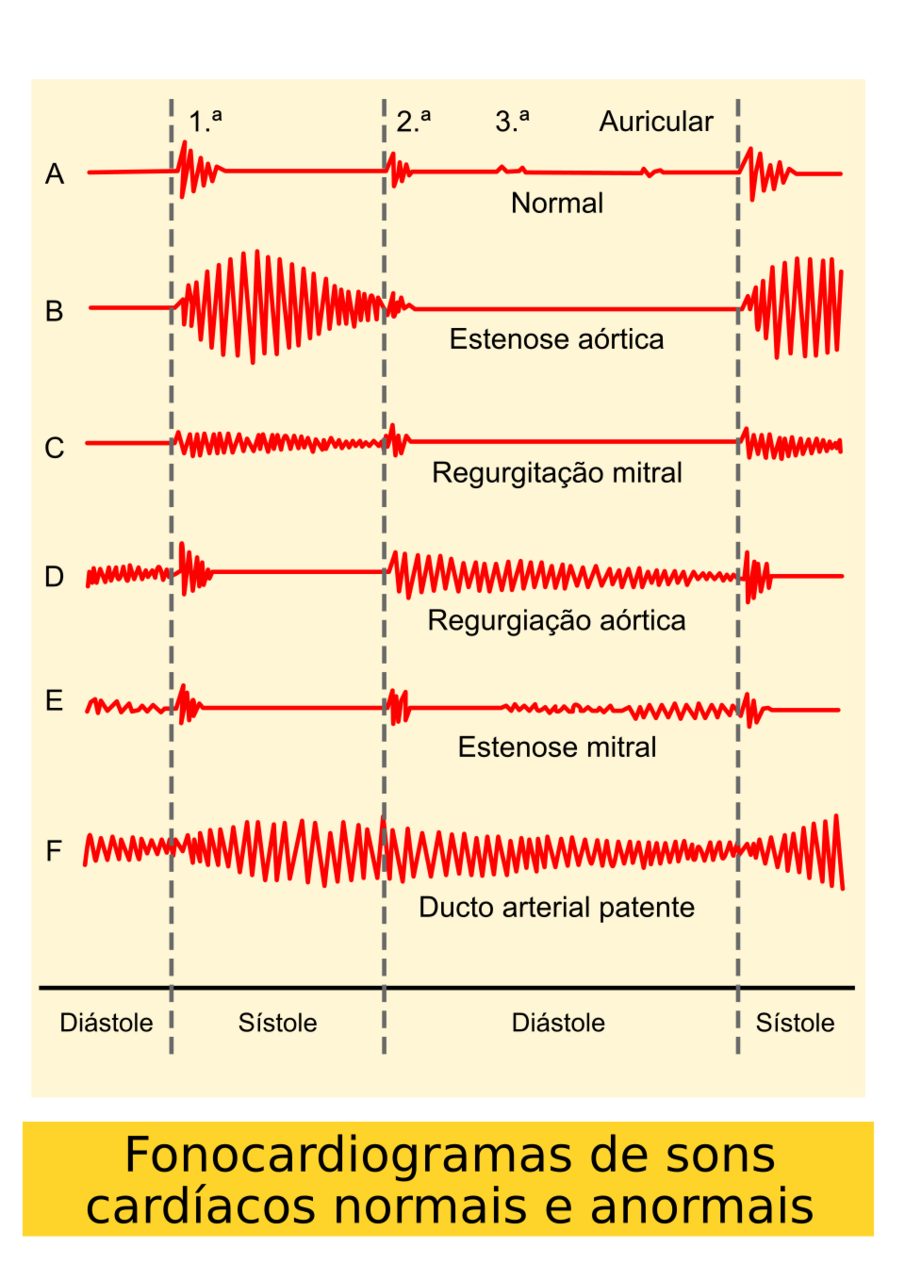 1.ª 2.ª 3.ª Auricular
A
Normal
B
Estenose aórtica
C
Regurgitação mitral
D
Regurgiação aórtica
E
Estenose mitral
F
Ducto arterial patente
Diástole Sístole Diástole Sístole
Fonocardiogramas de sons
cardíacos normais e anormais